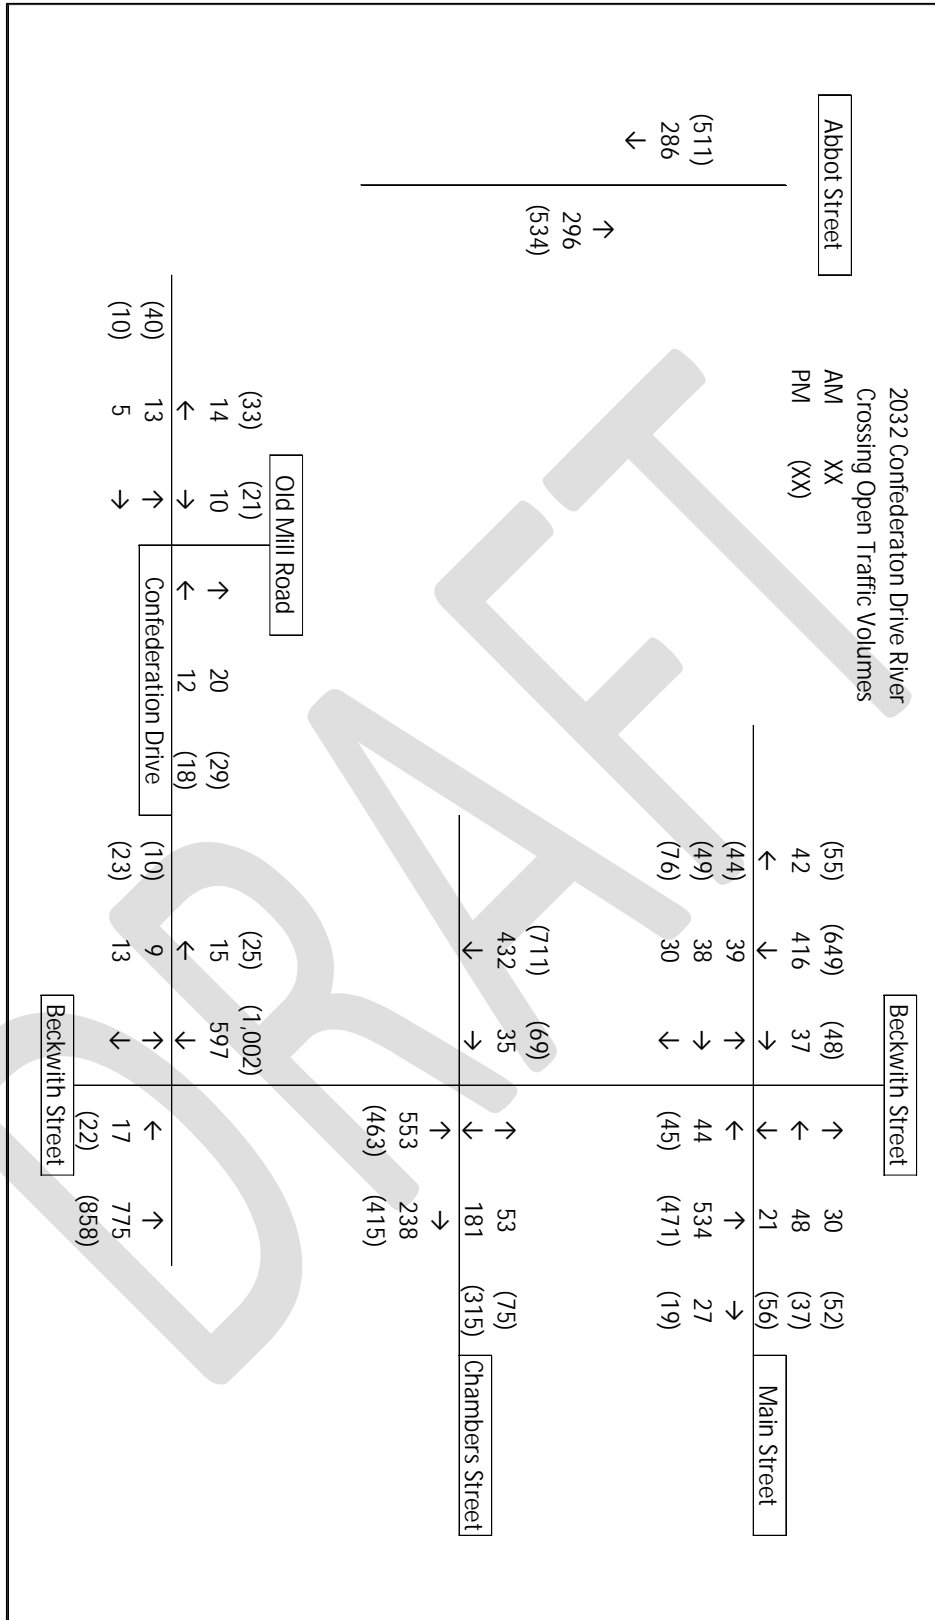 2032 Confederaton Drive River
Crossing Open Traffic Volumes
AM XX
PM (XX)
Abbot Street
(511)
286
296
(534)
Beckwith Street
(55) (649) (48)
42 416 37
30 (52)
48 (37)
21 (56)
Main Street
(44) 39
(49) 38
(76) 30
44 534 27
(45) (471) (19)
(711) (69)
432 35
53 (75)
181 (315)
Chambers Street
553 238
(463) (415)
Old Mill Road
(33) (21)
14 10
20 (29)
12 (18)
(40) 13
(10) 5
Confederation Drive
(25) (1,002)
15 597
(10) 9
(23) 13
17 775
(22) (858)
Beckwith Street
DRAFT